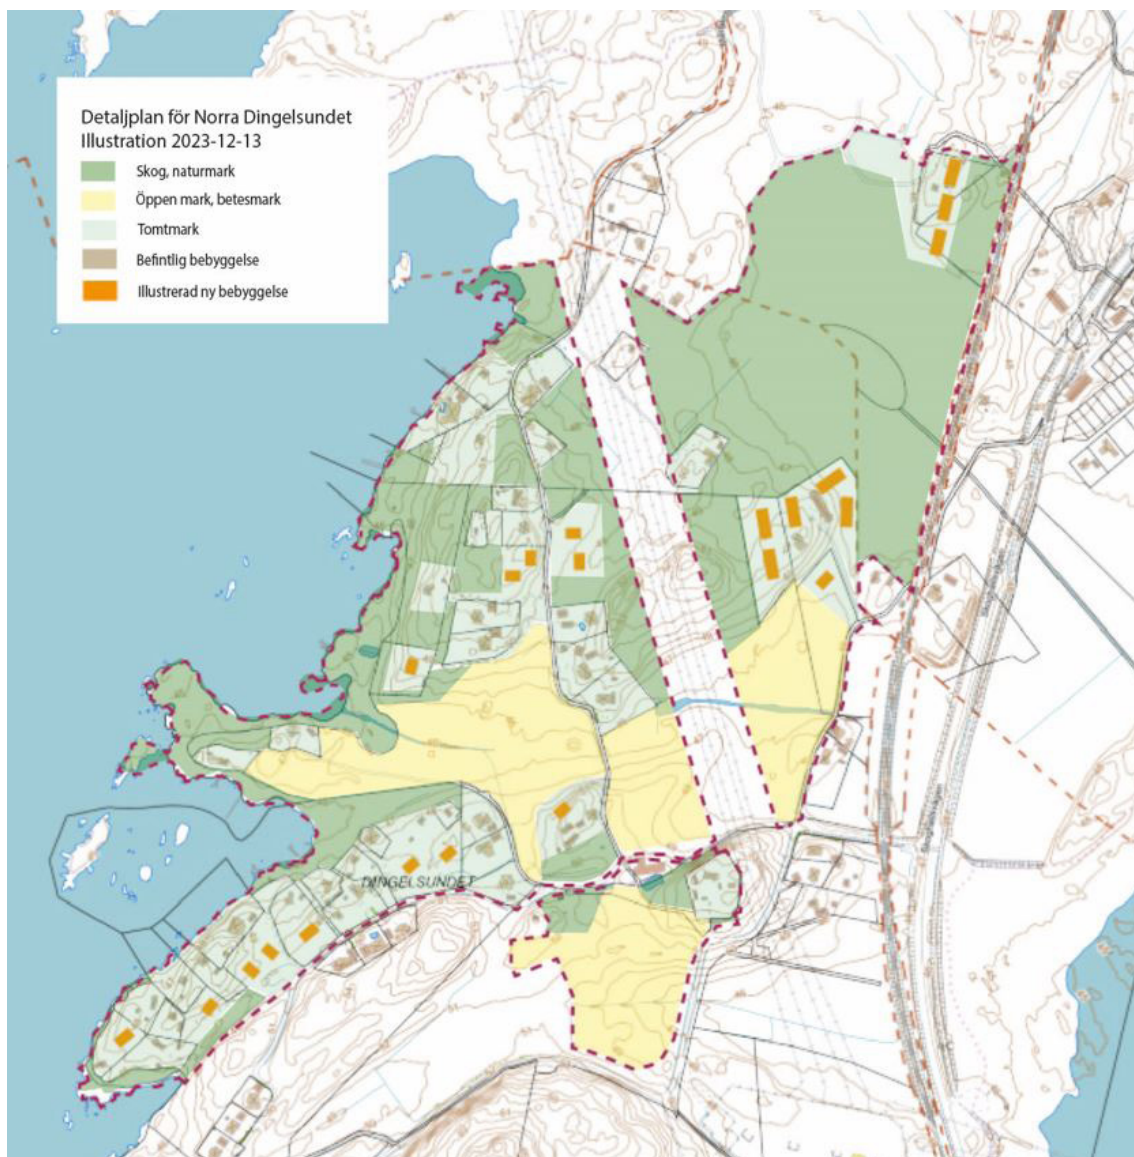 Detaljplan för Norra Dingelsundet
Illustration 2023-12-13
Skog, naturmark
Öppen mark, betesmark
Tomtmark
Befintlig bebyggelse
Illustrerad ny bebyggelse
DINGELSUNDET